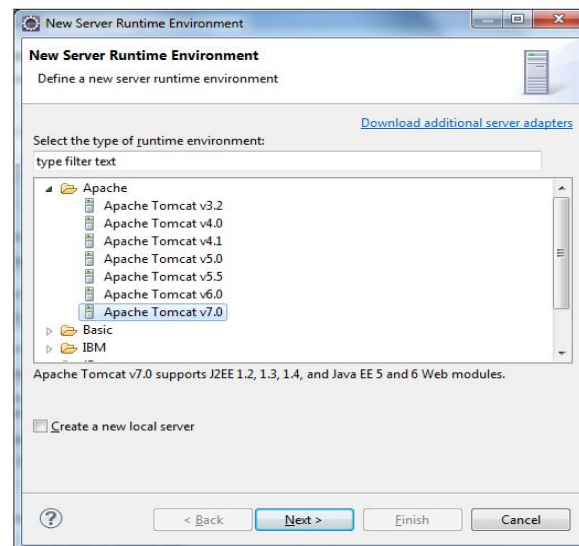 New Server Runtime Environment
New Server Runtime Environment
Define a new server runtime environment
Download additional server adapters
Select the type of runtime environment:
type filter text
Apache
Apache Tomcat v3.2
Apache Tomcat v4.0
Apache Tomcat v4.1
Apache Tomcat v5.0
Apache Tomcat v5.5
Apache Tomcat v6.0
Apache Tomcat v7.0
Basic
IBM
Apache Tomcat v7.0 supports J2EE 1.2, 1.3, 1.4, and Java EE 5 and 6 Web modules.
Create a new local server
? < Back Next > Finish Cancel